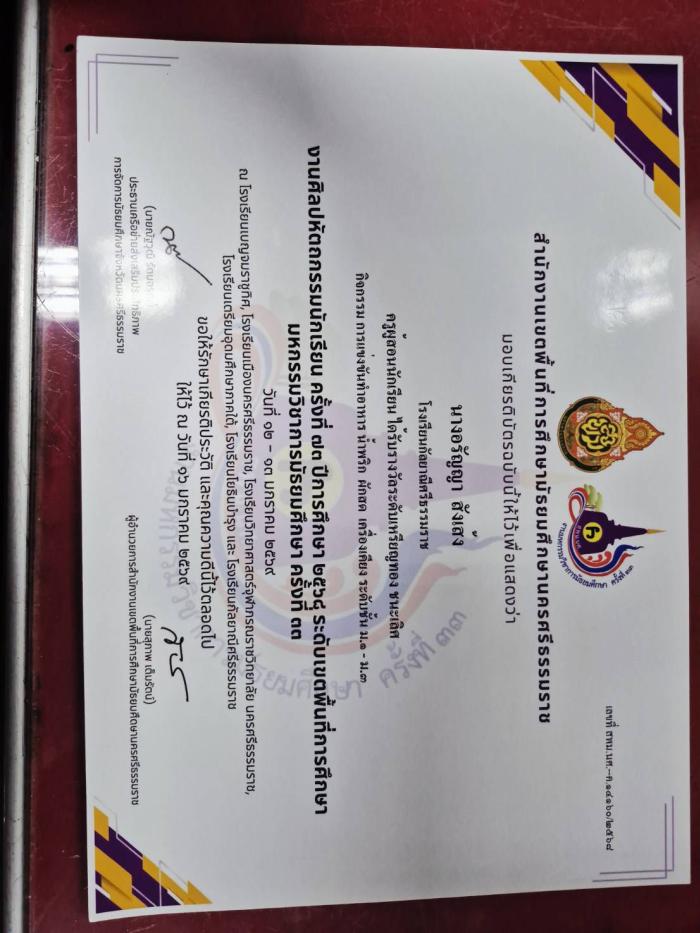 เลขที่ สพม.นศ.-ค.๑๔๑๖๐/๒๕๖๘
สำนักงานเขตพื้นที่การศึกษามัธยมศึกษานครศรีธรรมราช
มอบเกียรติบัตรฉบับนี้ให้ไว้เพื่อแสดงว่า
นางอรัญญา สังเส้ง
โรงเรียนกัลยาณีศรีธรรมราช
ครูผู้สอนนักเรียน ได้รับรางวัลระดับเหรียญทอง ชนะเลิศ
กิจกรรม การแข่งขันทำอาหาร น้ำพริก ผักสด เครื่องเคียง ระดับชั้น ม.๑ - ม.๓
งานศิลปหัตถกรรมนักเรียน ครั้งที่ ๗๓ ปีการศึกษา ๒๕๖๘ ระดับเขตพื้นที่การศึกษา
มหกรรมวิชาการมัธยมศึกษา ครั้งที่ ๓๓
วันที่ ๑๒ - ๑๓ มกราคม ๒๕๖๙
ณ โรงเรียนเบญจมราชูทิศ, โรงเรียนเมืองนครศรีธรรมราช, โรงเรียนวิทยาศาสตร์จุฬาภรณราชวิทยาลัย นครศรีธรรมราช,
โรงเรียนเตรียมอุดมศึกษาภาคใต้, โรงเรียนโยธินบำรุง และ โรงเรียนกัลยาณีศรีธรรมราช
ขอให้รักษาเกียรติประวัติ และคุณความดีนี้ไว้ตลอดไป
ให้ไว้ ณ วันที่ ๑๖ มกราคม ๒๕๖๙
(นายณัฐวุฒิ
ประธานเครือข่ายส่งเสริมประสิทธิภาพ
การจัดการมัธยมศึกษาจังหวัดนครศรีธรรมราช
(นายสุภาพ เต็มรัตน์)
ผู้อำนวยการสำนักงานเขตพื้นที่การศึกษามัธยมศึกษานครศรีธรรมราช